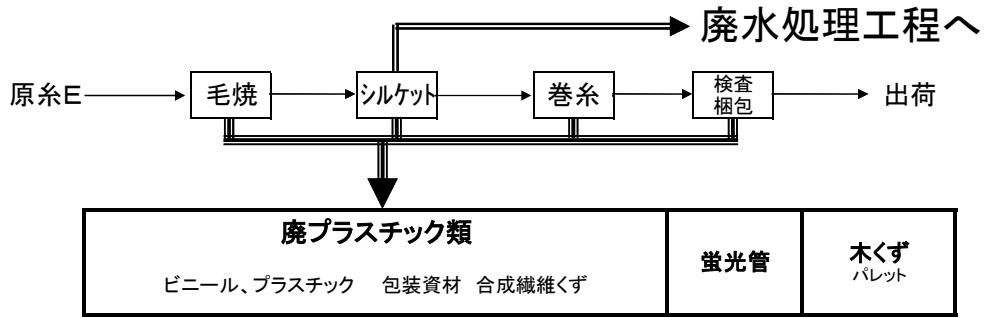 廃水処理工程へ
原糸E
毛焼
シルケット
巻糸
検査
梱包
出荷
廃プラスチック類
ビニール、プラスチック　包装資材　合成繊維くず
蛍光管
木くず
パレット